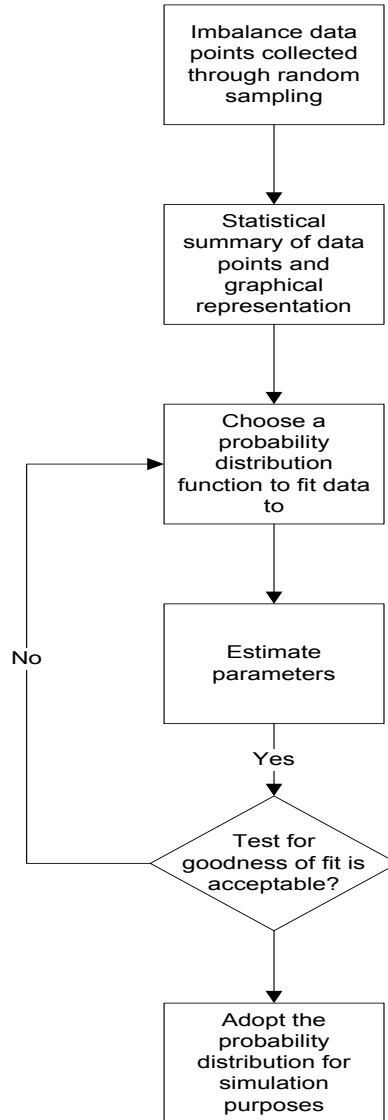 Imbalance data
points collected
through random
sampling
Statistical
summary of data
points and
graphical
representation
Choose a
probability
distribution
function to fit data
to
Estimate
parameters
No
Yes
Test for
goodness of fit is
acceptable?
Adopt the
probability
distribution for
simulation
purposes